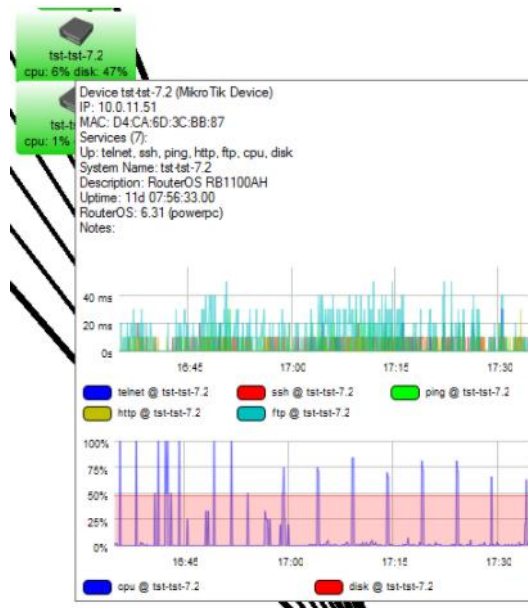 tst-tst-7.2
cpu: 6% disk: 47%
tst-t
cpu: 1%
Device tst-tst-7.2 (MikroTik Device)
IP: 10.0.11.51
MAC: D4:CA:6D:3C:BB:87
Services (7):
Up: telnet, ssh, ping, http, ftp, cpu, disk
System Name: tst-tst-7.2
Description: RouterOS RB1100AH
Uptime: 11d 07:56:33.00
RouterOS: 6.31 (powerpc)
Notes:
40 ms
20 ms
0s
16:45 17:00 17:15 17:30
telnet @ tst-tst-7.2 ssh @ tst-tst-7.2 ping @ tst-tst-7.2
http @ tst-tst-7.2 ftp @ tst-tst-7.2
100%
75%
50%
25%
0%
16:45 17:00 17:15 17:30
cpu @ tst-tst-7.2 disk @ tst-tst-7.2